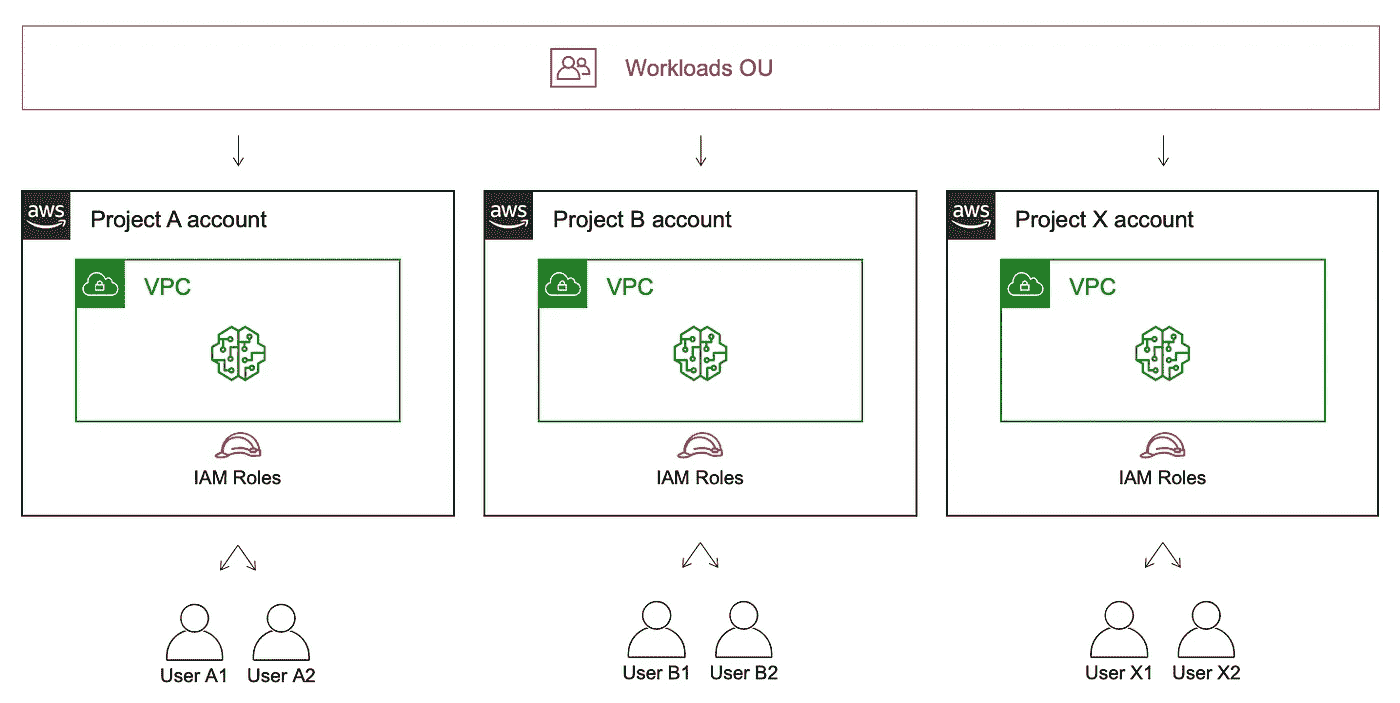 Workloads OU
aws Project A account
aws Project B account
aws Project X account
VPC
VPC
VPC
IAM Roles
IAM Roles
IAM Roles
User A1 User A2
User B1 User B2
User X1 User X2